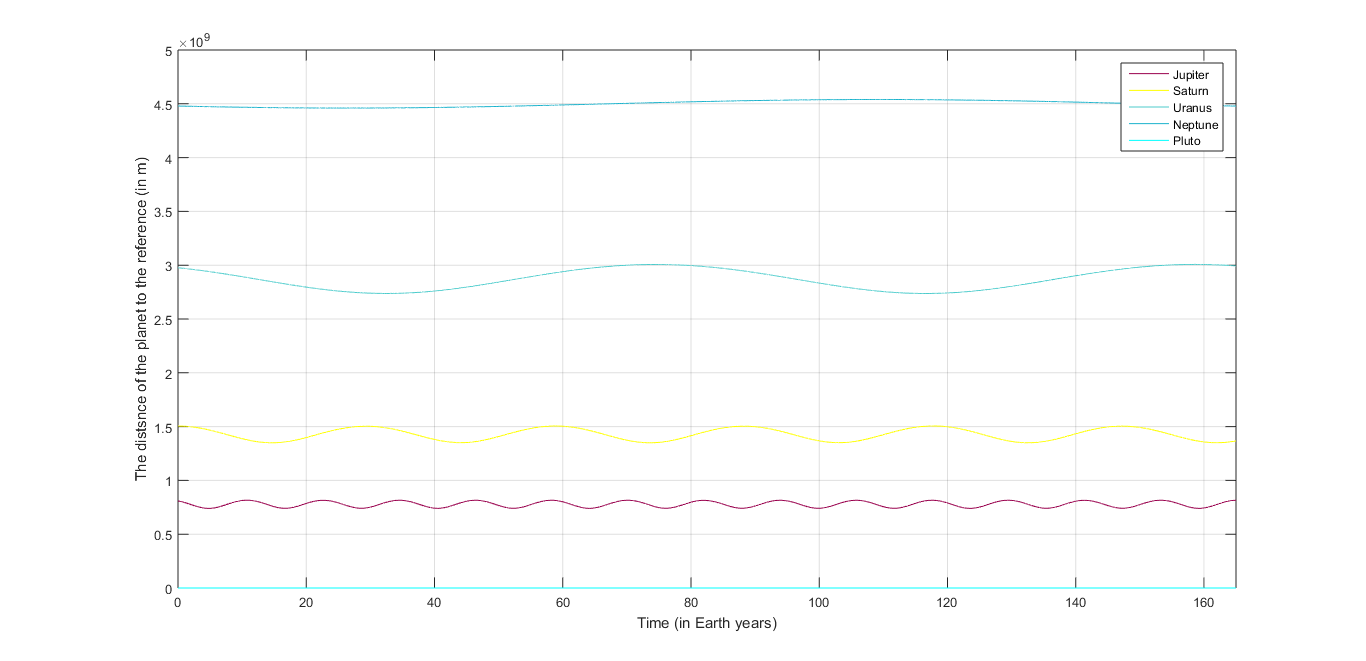 ×10⁹
5
4.5
4
3.5
3
2.5
2
1.5
1
0.5
0
The distsnce of the planet to the reference (in m)
Jupiter
Saturn
Uranus
Neptune
Pluto
0 20 40 60 80 100 120 140 160
Time (in Earth years)